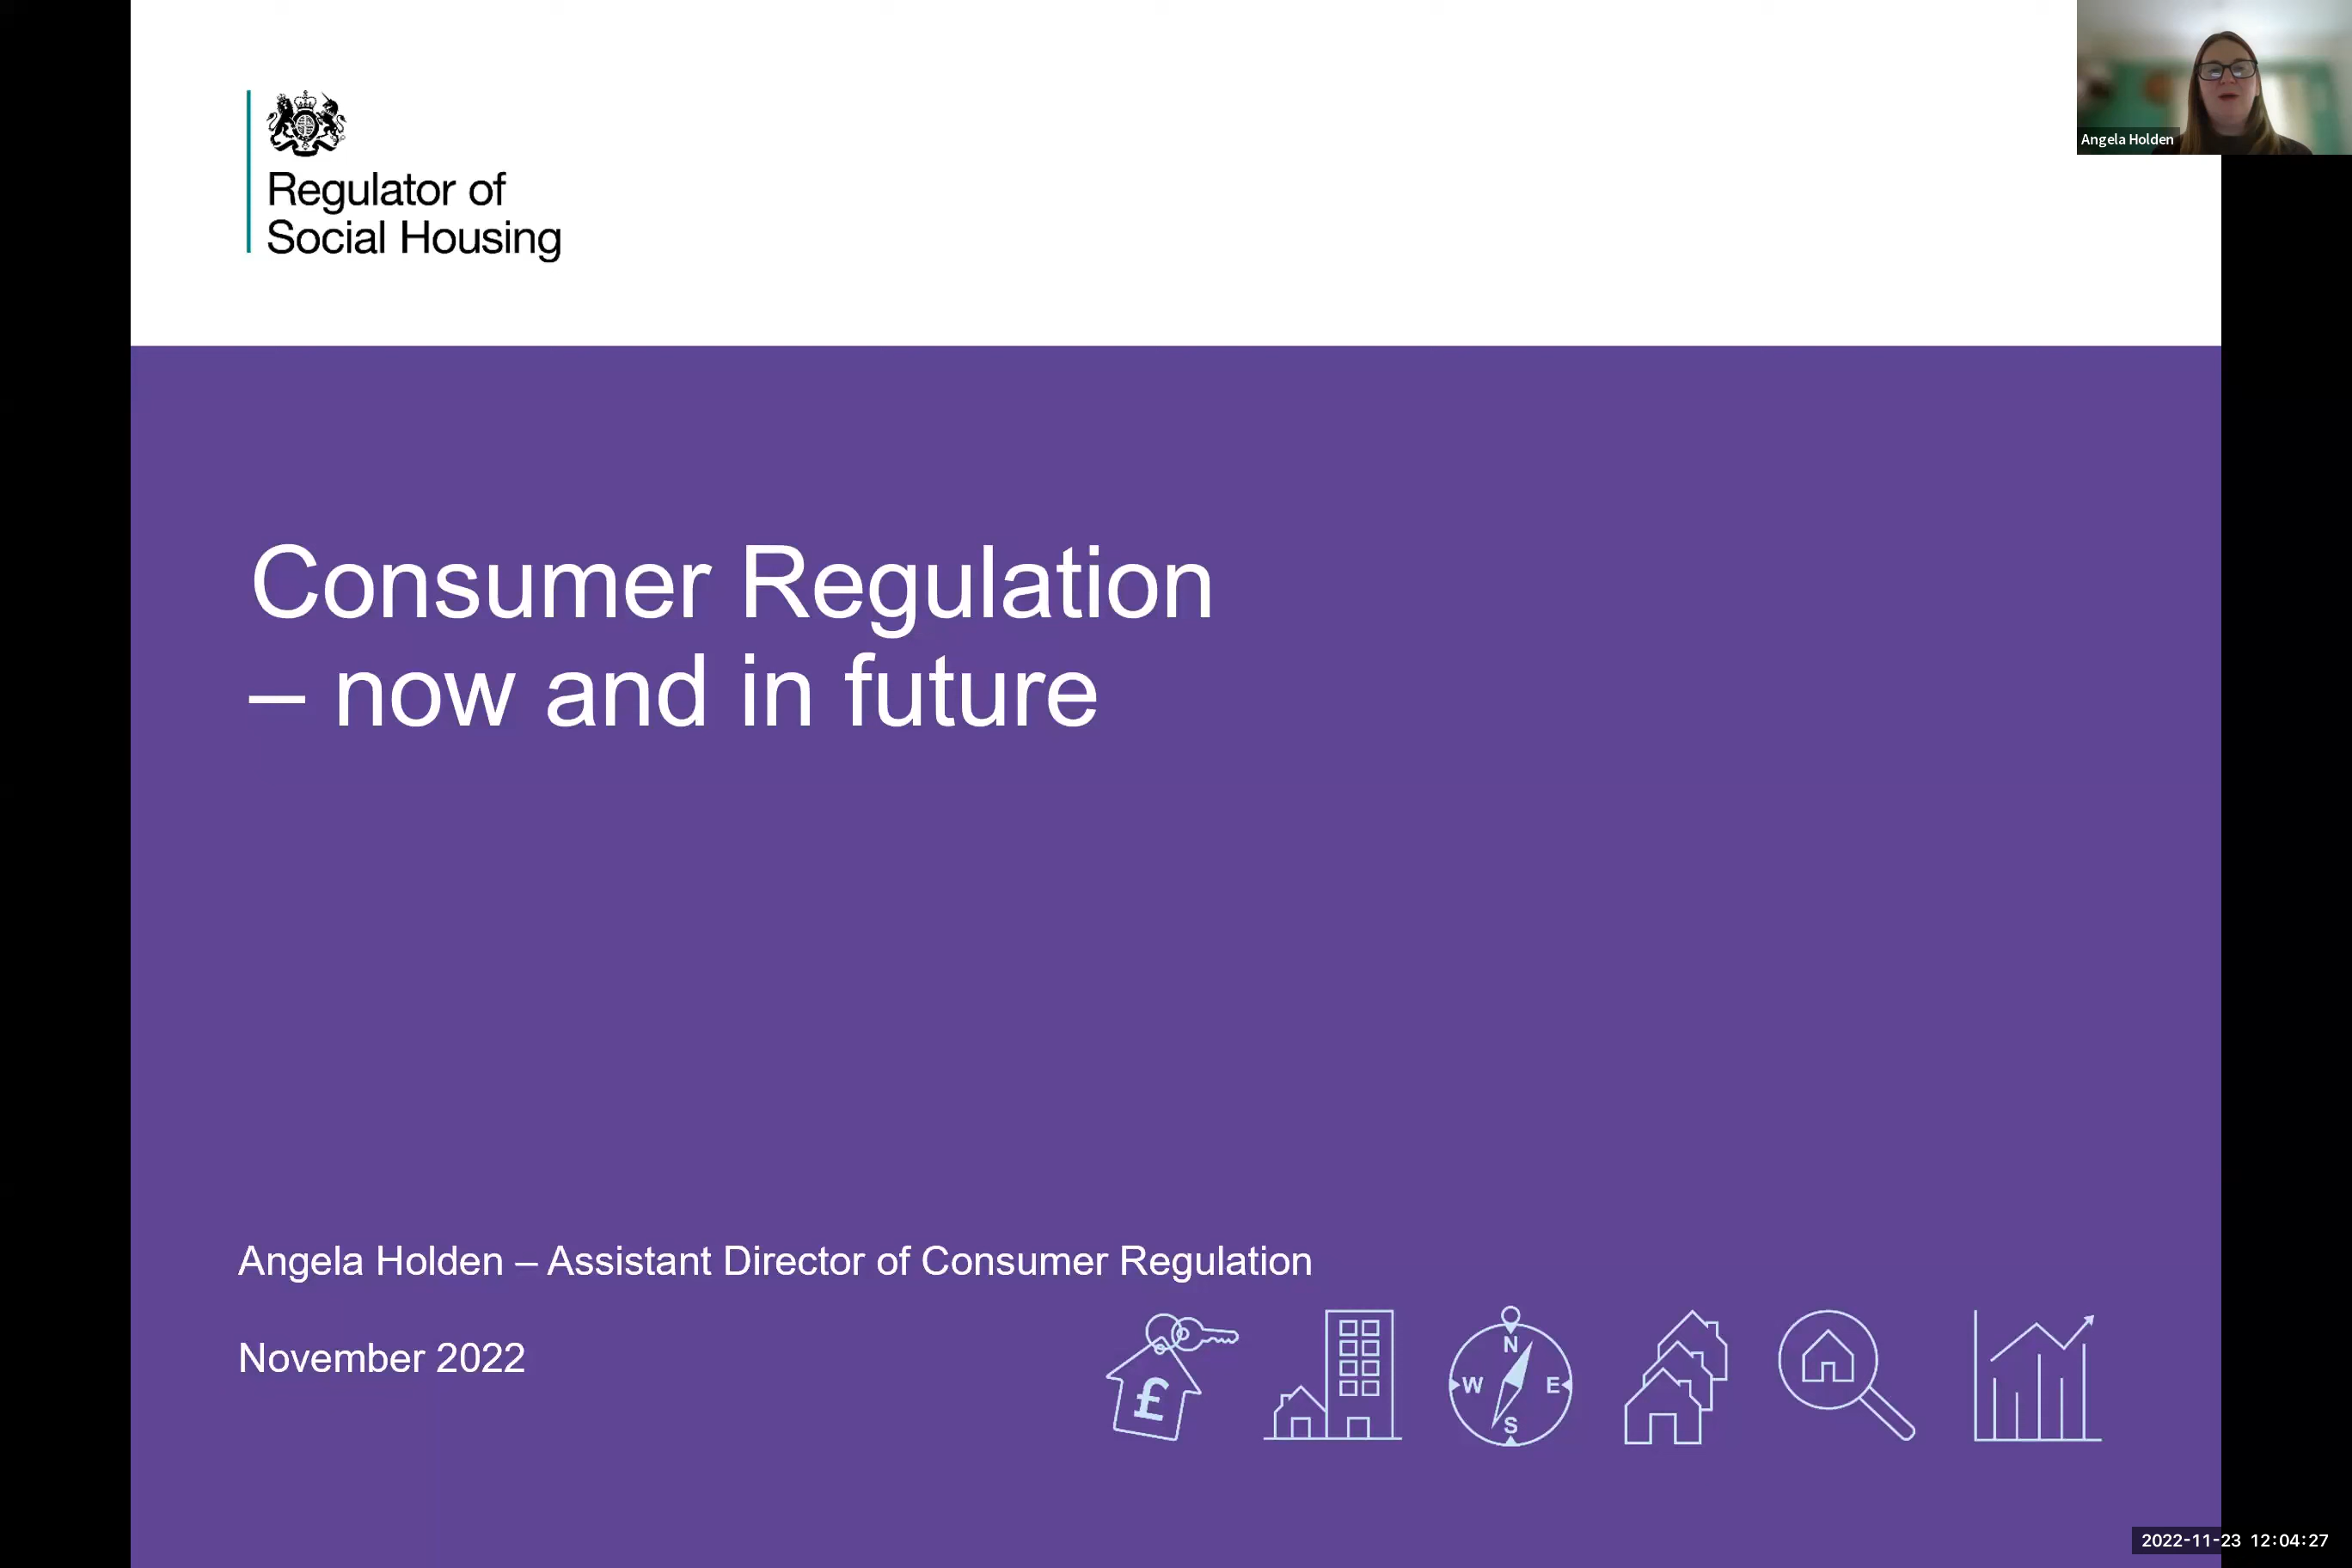 Angela Holden
Regulator of
Social Housing
Consumer Regulation
– now and in future
Angela Holden – Assistant Director of Consumer Regulation
November 2022
£
N
W E
S
2022-11-23 12:04:27